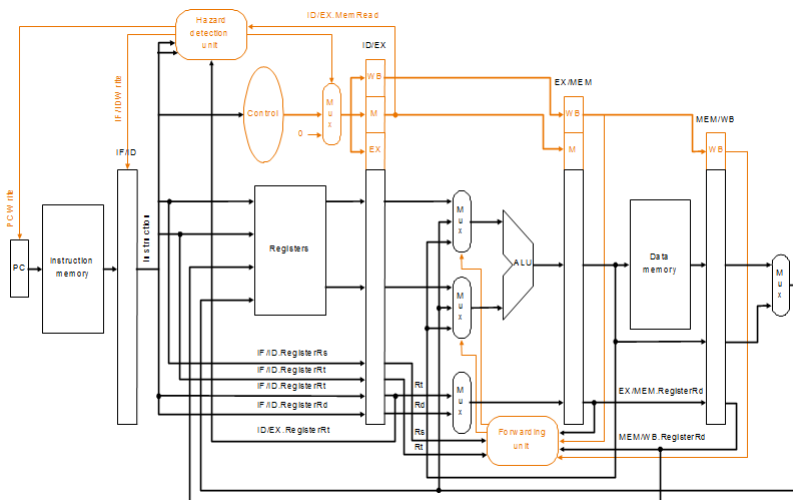 Hazard
detection
unit
ID/EX.MemRead
ID/EX
EX/MEM
MEM/WB
IF/IDWrite
PCWrite
Control
M
u
x
0
WB
M
EX
WB
M
WB
IF/ID
Instruction
PC
Instruction
memory
Registers
M
u
x
M
u
x
ALU
Data
memory
M
u
x
IF/ID.RegisterRs
IF/ID.RegisterRt
IF/ID.RegisterRt
IF/ID.RegisterRd
ID/EX.RegisterRt
Rt
Rd
Rs
Rt
M
u
x
Forwarding
unit
EX/MEM.RegisterRd
MEM/WB.RegisterRd